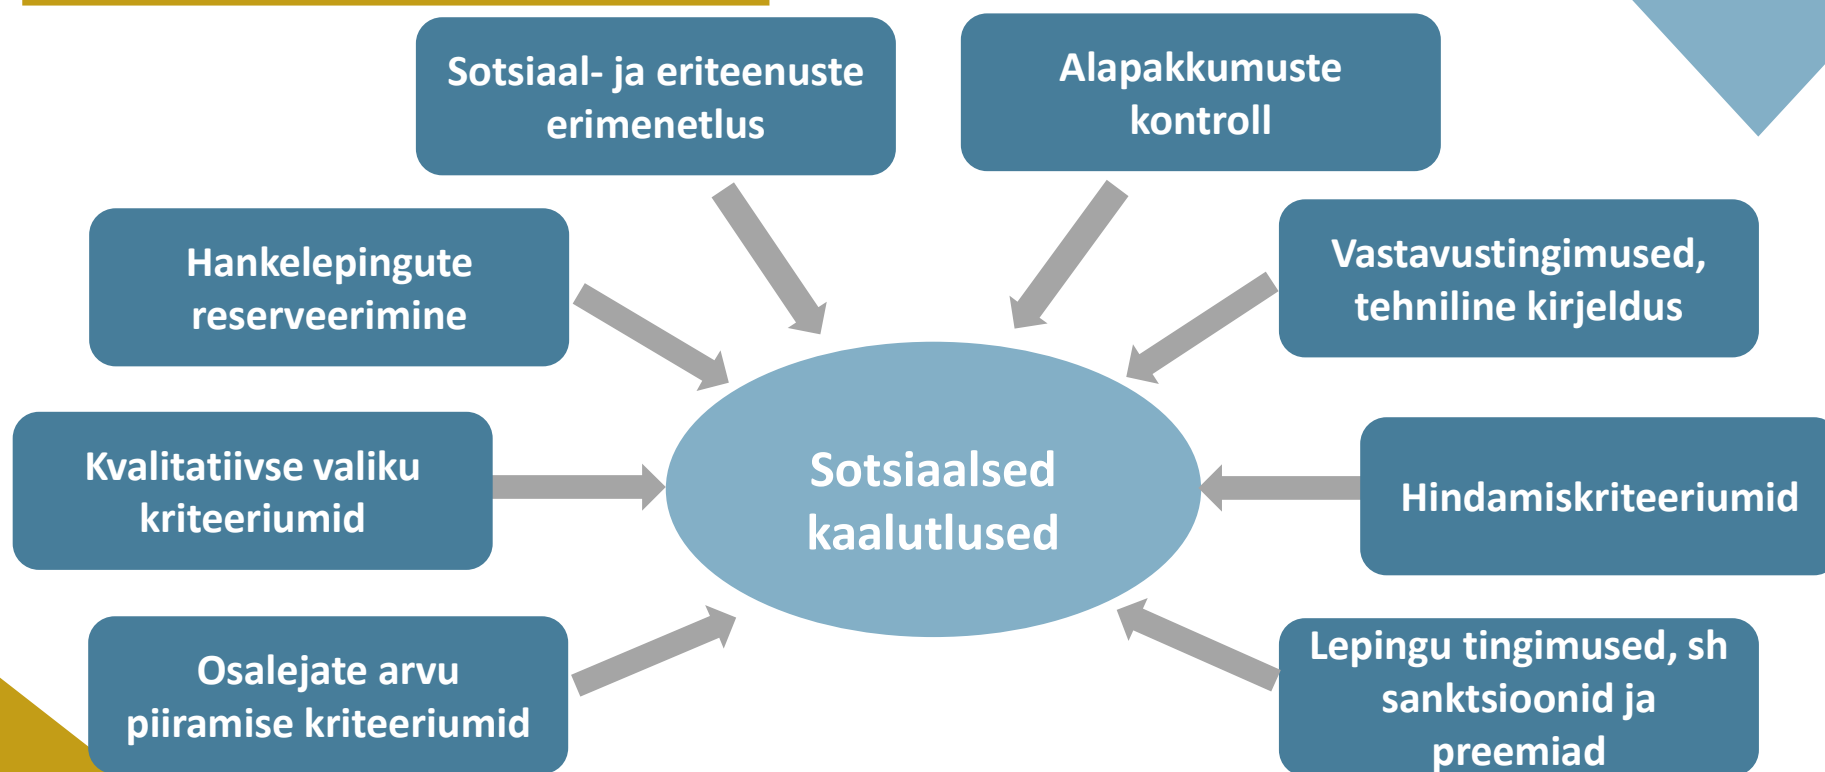 Sotsiaal- ja eriteenuste
erimenetlus
Alapakkumuste
kontroll
Hankelepingute
reserveerimine
Vastavustingimused,
tehniline kirjeldus
Kvalitatiivse valiku
kriteeriumid
Sotsiaalsed
kaalutlused
Hindamiskriteeriumid
Osalejate arvu
piiramise kriteeriumid
Lepingu tingimused, sh
sanktsioonid ja
preemiad